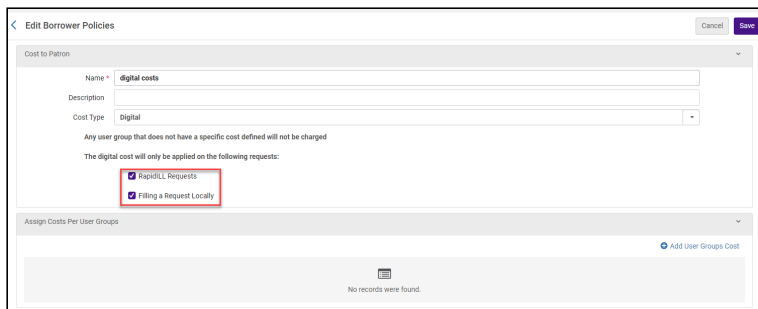 Edit Borrower Policies
Cancel
Save
Cost to Patron
Name * digital costs
Description
Cost Type Digital
Any user group that does not have a specific cost defined will not be charged
The digital cost will only be applied on the following requests:
RapidILL Requests
Filling a Request Locally
Assign Costs Per User Groups
Add User Groups Cost
No records were found.